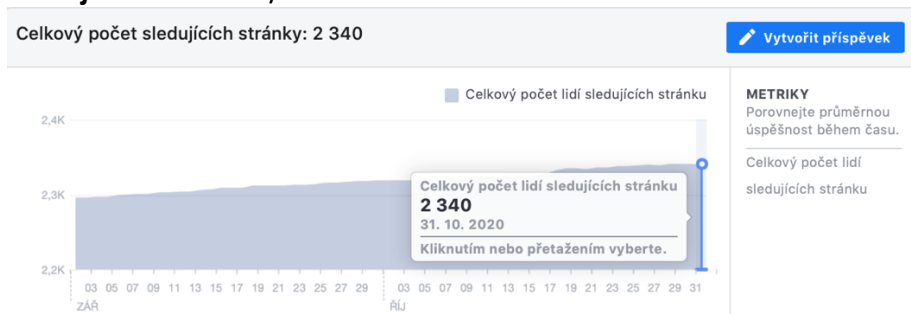 Celkový počet sledujících stránky: 2 340
Vytvořit příspěvek
Celkový počet lidí sledujících stránku
METRIKY
Porovnejte průměrnou
úspěšnost během času.
Celkový počet lidí
sledujících stránku
2,4K
2,3K
2,2K
Celkový počet lidí sledujících stránku
2 340
31. 10. 2020
Kliknutím nebo přetažením vyberte.
03 05 07 09 11 13 15 17 19 21 23 25 27 29 03 05 07 09 11 13 15 17 19 21 23 25 27 29 31
ZÁŘ ŘÍJ